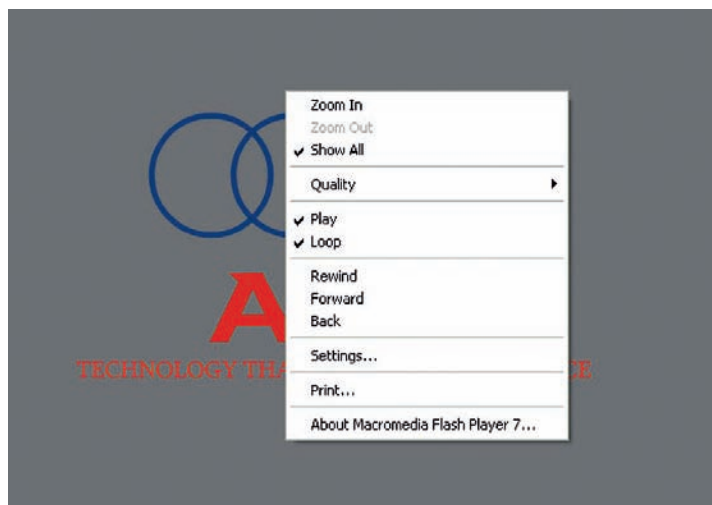 Zoom In
Zoom Out
Show All
Quality
Play
Loop
Rewind
Forward
Back
Settings...
Print...
About Macromedia Flash Player 7...
A
TECHNOLOGY